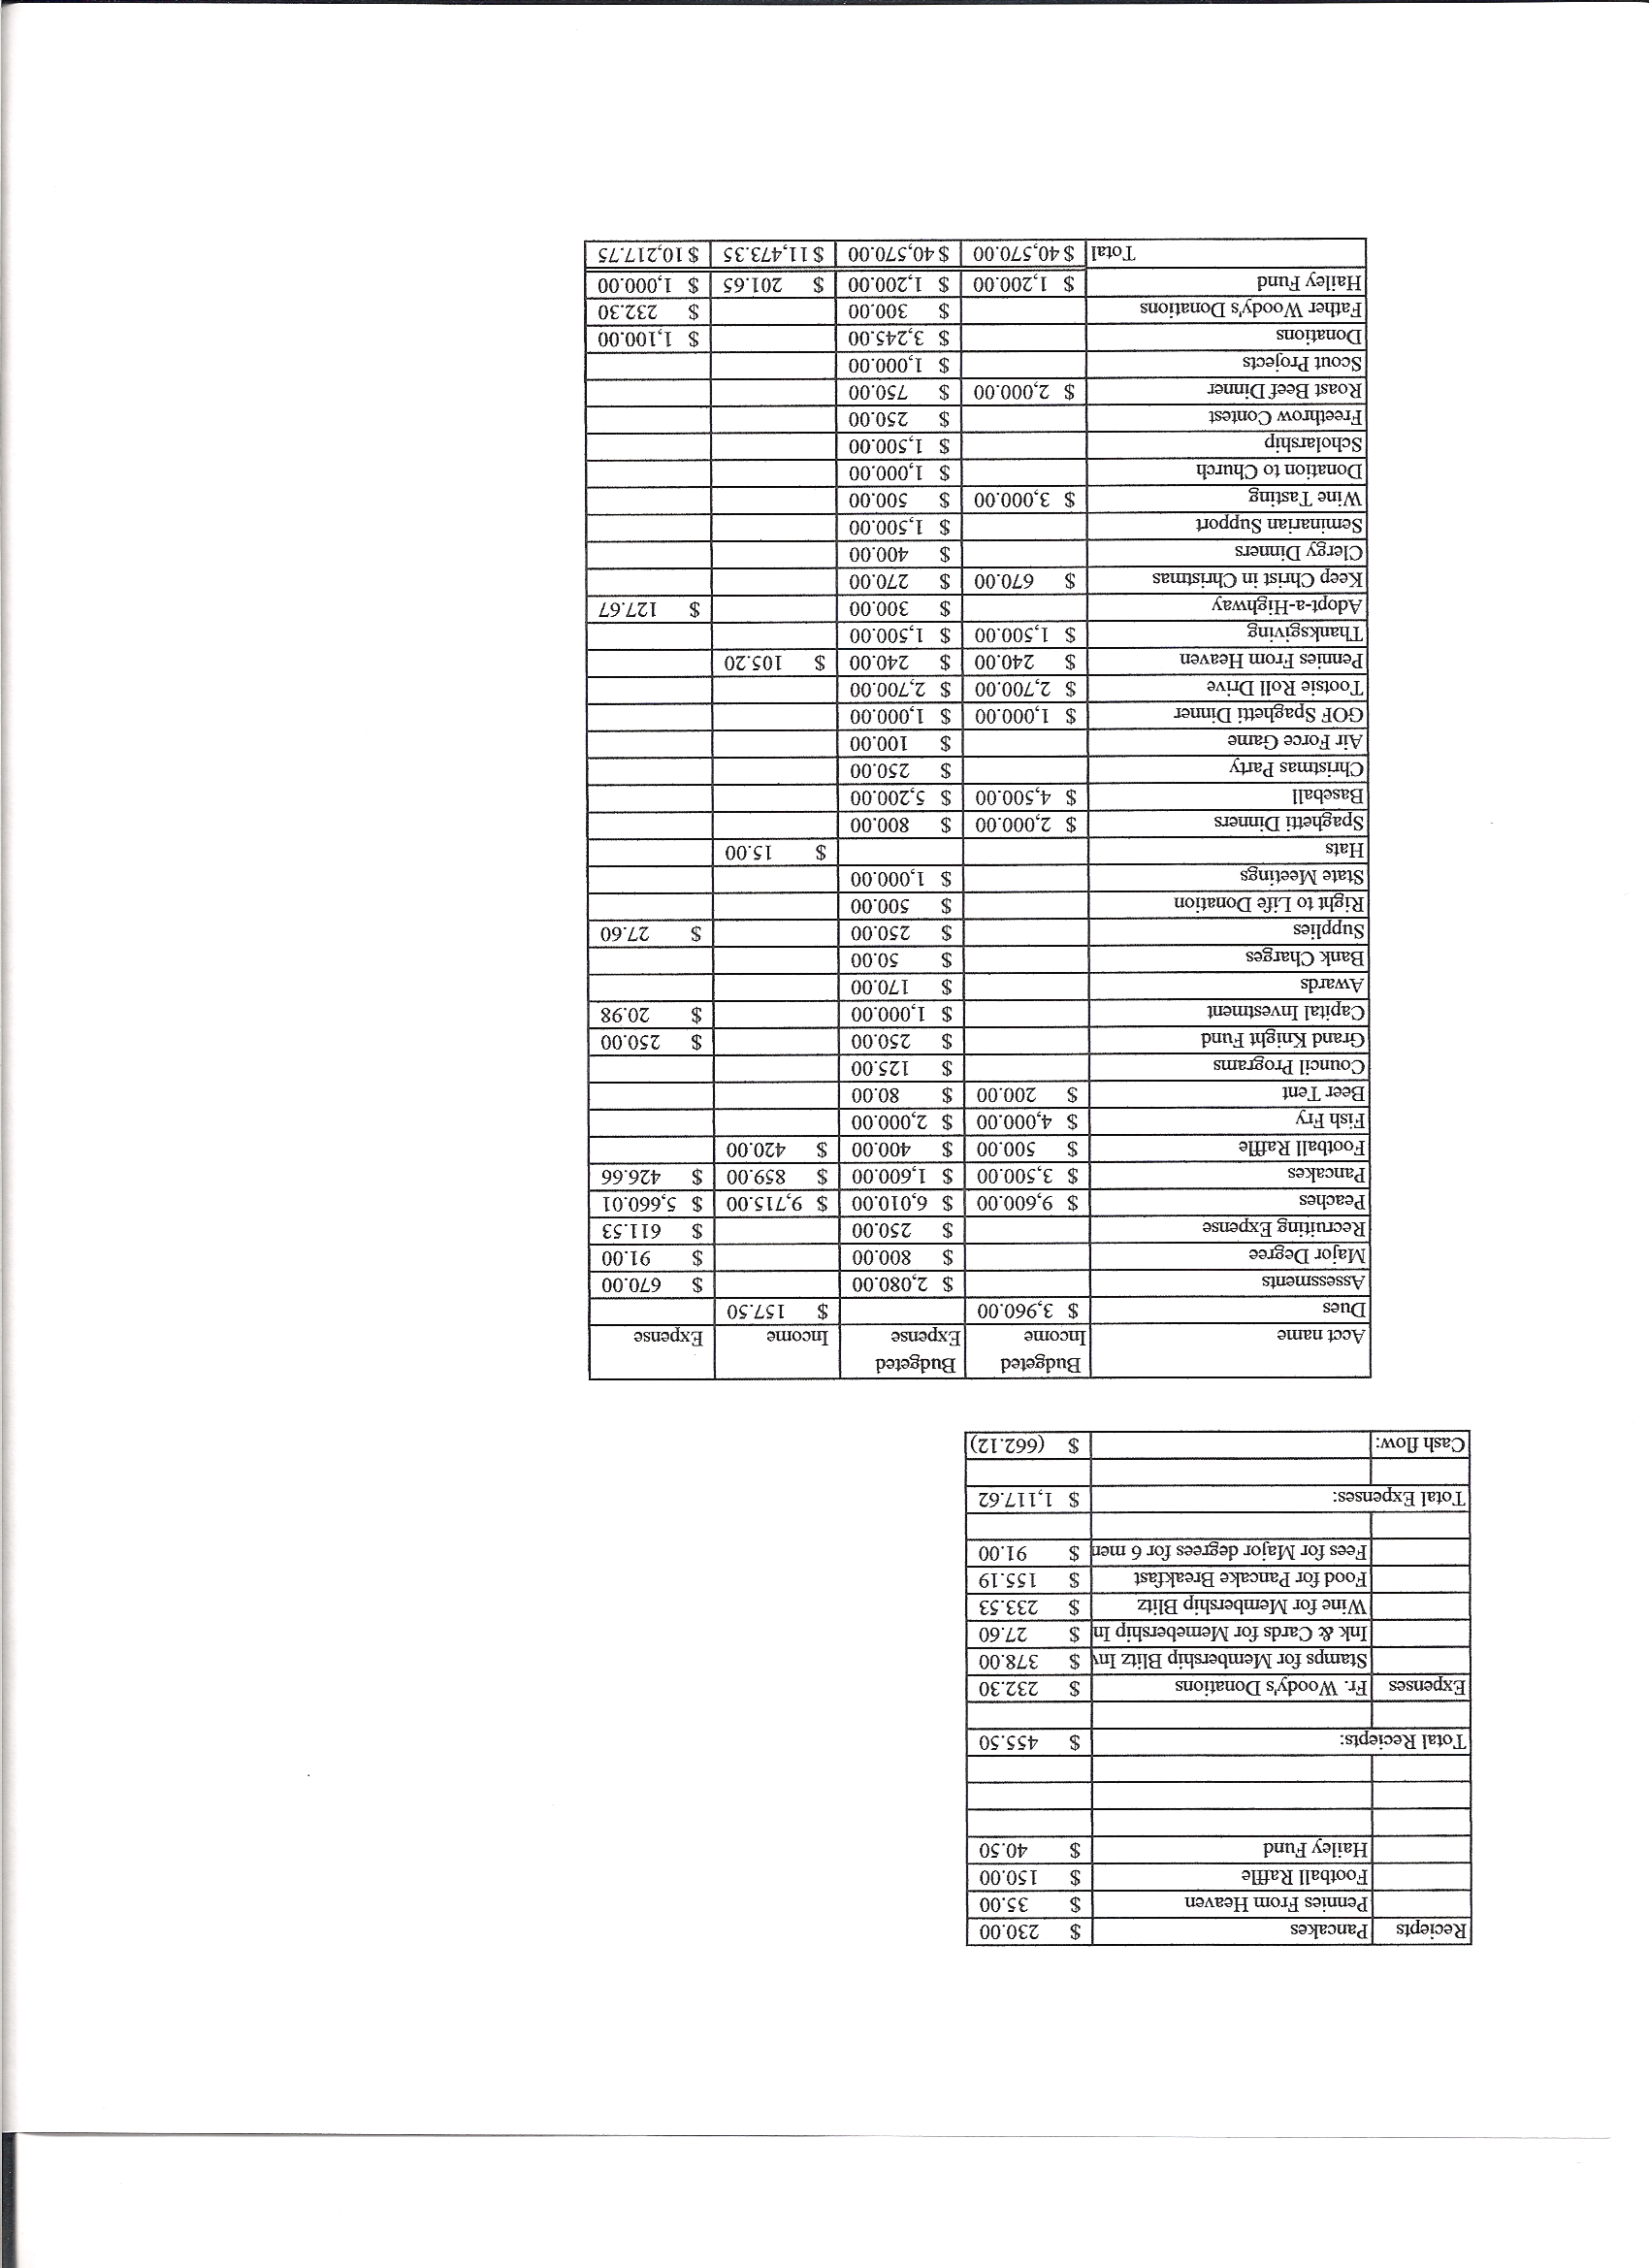 Reciepts Pancakes $ 230.00
Pennies From Heaven $ 35.00
Football Raffle $ 150.00
Hailey Fund $ 40.50
Total Reciepts: $ 455.50
Expenses Fr. Woody's Donations $ 232.30
Stamps for Membership Blitz Inv $ 378.00
Ink & Cards for Memebership In $ 27.60
Wine for Membership Blitz $ 233.53
Food for Pancake Breakfast $ 155.19
Fees for Major degrees for 6 men $ 91.00
Total Expenses: $ 1,117.62
Cash flow: $ (662.12)
Budgeted Budgeted
Acct name Income Expense Income Expense
Dues $ 3,960.00 $ 157.50
Assessments $ 2,080.00 $ 670.00
Major Degree $ 800.00 $ 91.00
Recruiting Expense $ 250.00 $ 611.53
Peaches $ 9,600.00 $ 6,010.00 $ 9,715.00 $ 5,660.01
Pancakes $ 3,500.00 $ 1,600.00 $ 859.00 $ 426.66
Football Raffle $ 500.00 $ 400.00 $ 420.00
Fish Fry $ 4,000.00 $ 2,000.00
Beer Tent $ 200.00 $ 80.00
Council Programs $ 125.00
Grand Knight Fund $ 250.00 $ 250.00
Capital Investment $ 1,000.00 $ 20.98
Awards $ 170.00
Bank Charges $ 50.00
Supplies $ 250.00 $ 27.60
Right to Life Donation $ 500.00
State Meetings $ 1,000.00
Hats $ 15.00
Spaghetti Dinners $ 2,000.00 $ 800.00
Baseball $ 4,500.00 $ 5,200.00
Christmas Party $ 250.00
Air Force Game $ 100.00
GOF Spaghetti Dinner $ 1,000.00 $ 1,000.00
Tootsie Roll Drive $ 2,700.00 $ 2,700.00
Pennies From Heaven $ 240.00 $ 240.00 $ 105.20
Thanksgiving $ 1,500.00 $ 1,500.00
Adopt-a-Highway $ 300.00 $ 127.67
Keep Christ in Christmas $ 670.00 $ 270.00
Clergy Dinners $ 400.00
Seminarian Support $ 1,500.00
Wine Tasting $ 3,000.00 $ 500.00
Donation to Church $ 1,000.00
Scholarship $ 1,500.00
Freethrow Contest $ 250.00
Roast Beef Dinner $ 2,000.00 $ 750.00
Scout Projects $ 1,000.00
Donations $ 3,245.00 $ 1,100.00
Father Woody's Donations $ 300.00 $ 232.30
Hailey Fund $ 1,200.00 $ 1,200.00 $ 201.65 $ 1,000.00
Total $ 40,570.00 $ 40,570.00 $ 11,473.35 $ 10,217.75